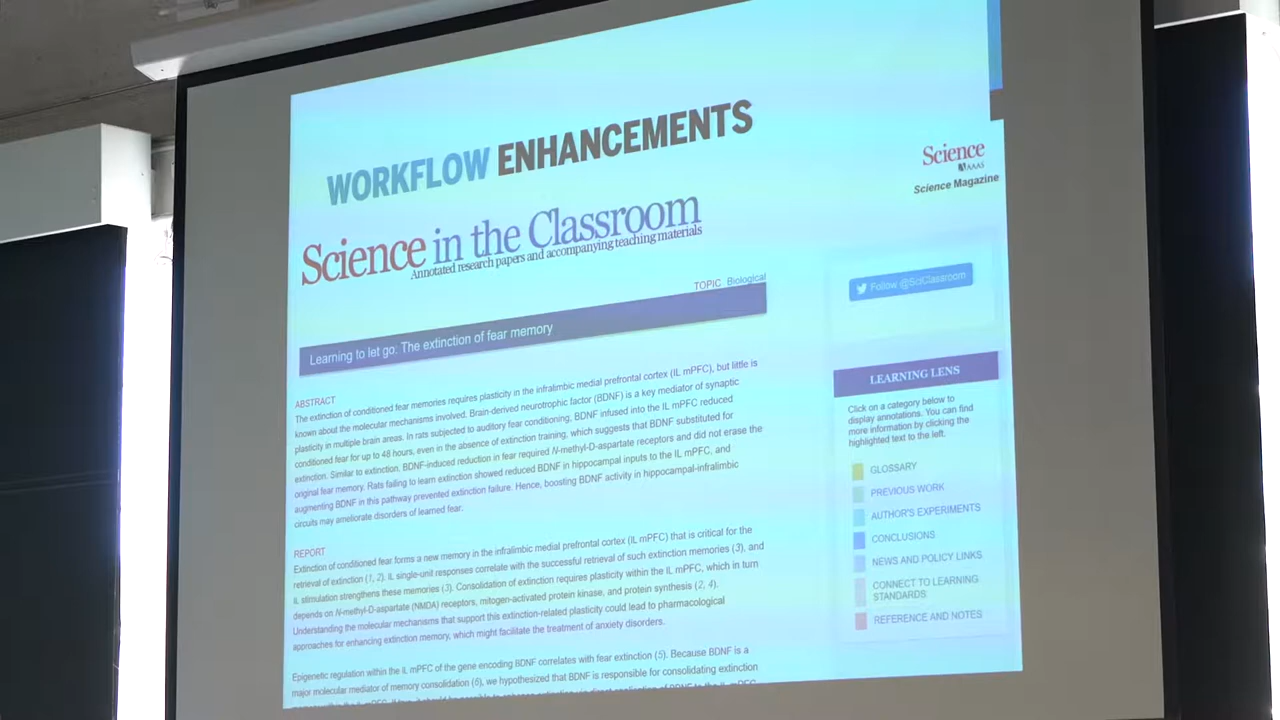 WORKFLOW ENHANCEMENTS
Science
AAAS
Science Magazine
Science in the Classroom
Annotated research papers and accompanying teaching materials
TOPIC Biological
Learning to let go: The extinction of fear memory
ABSTRACT
The extinction of conditioned fear memories requires plasticity in the infralimbic medial prefrontal cortex (IL mPFC), but little is
known about the molecular mechanisms involved. Brain-derived neurotrophic factor (BDNF) is a key mediator of synaptic
plasticity in multiple brain areas. In rats subjected to auditory fear conditioning, BDNF infused into the IL mPFC reduced
conditioned fear for up to 48 hours, even in the absence of extinction training, which suggests that BDNF substituted for
extinction. Similar to extinction, BDNF-induced reduction in fear required N-methyl-D-aspartate receptors and did not erase the
original fear memory. Rats failing to learn extinction showed reduced BDNF in hippocampal inputs to the IL mPFC, and
augmenting BDNF in this pathway prevented extinction failure. Hence, boosting BDNF activity in hippocampal-infralimbic
circuits may ameliorate disorders of learned fear.
REPORT
Extinction of conditioned fear forms a new memory in the infralimbic medial prefrontal cortex (IL mPFC) that is critical for the
retrieval of extinction (1, 2). IL single-unit responses correlate with the successful retrieval of such extinction memories (3), and
IL stimulation strengthens these memories (3). Consolidation of extinction requires plasticity within the IL mPFC, which in turn
depends on N-methyl-D-aspartate (NMDA) receptors, mitogen-activated protein kinase, and protein synthesis (2, 4).
Understanding the molecular mechanisms that support this extinction-related plasticity could lead to pharmacological
approaches for enhancing extinction memory, which might facilitate the treatment of anxiety disorders.
Epigenetic regulation within the IL mPFC of the gene encoding BDNF correlates with fear extinction (5). Because BDNF is a
major molecular mediator of memory consolidation (6), we hypothesized that BDNF is responsible for consolidating extinction
Follow @SciClassroom
LEARNING LENS
Click on a category below to
display annotations. You can find
more information by clicking the
highlighted text to the left.
GLOSSARY
PREVIOUS WORK
AUTHOR'S EXPERIMENTS
CONCLUSIONS
NEWS AND POLICY LINKS
CONNECT TO LEARNING
STANDARDS
REFERENCE AND NOTES